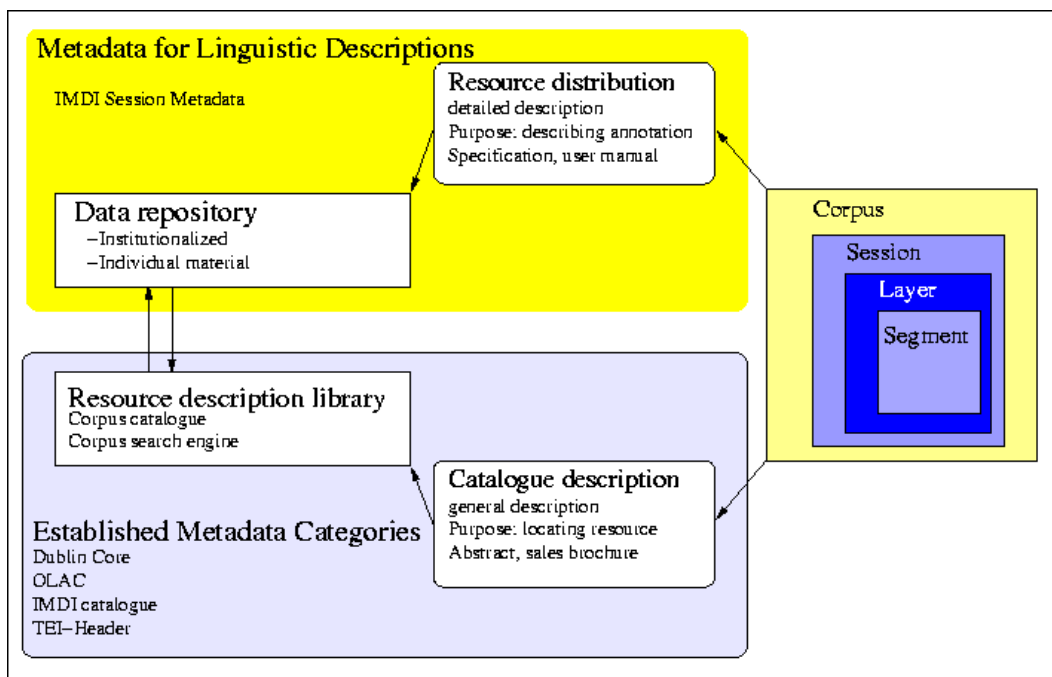 Metadata for Linguistic Descriptions
IMDI Session Metadata
Resource distribution
detailed description
Purpose: describing annotation
Specification, user manual
Data repository
–Institutionalized
–Individual material
Corpus
Session
Layer
Segment
Resource description library
Corpus catalogue
Corpus search engine
Catalogue description
general description
Purpose: locating resource
Abstract, sales brochure
Established Metadata Categories
Dublin Core
OLAC
IMDI catalogue
TEI–Header